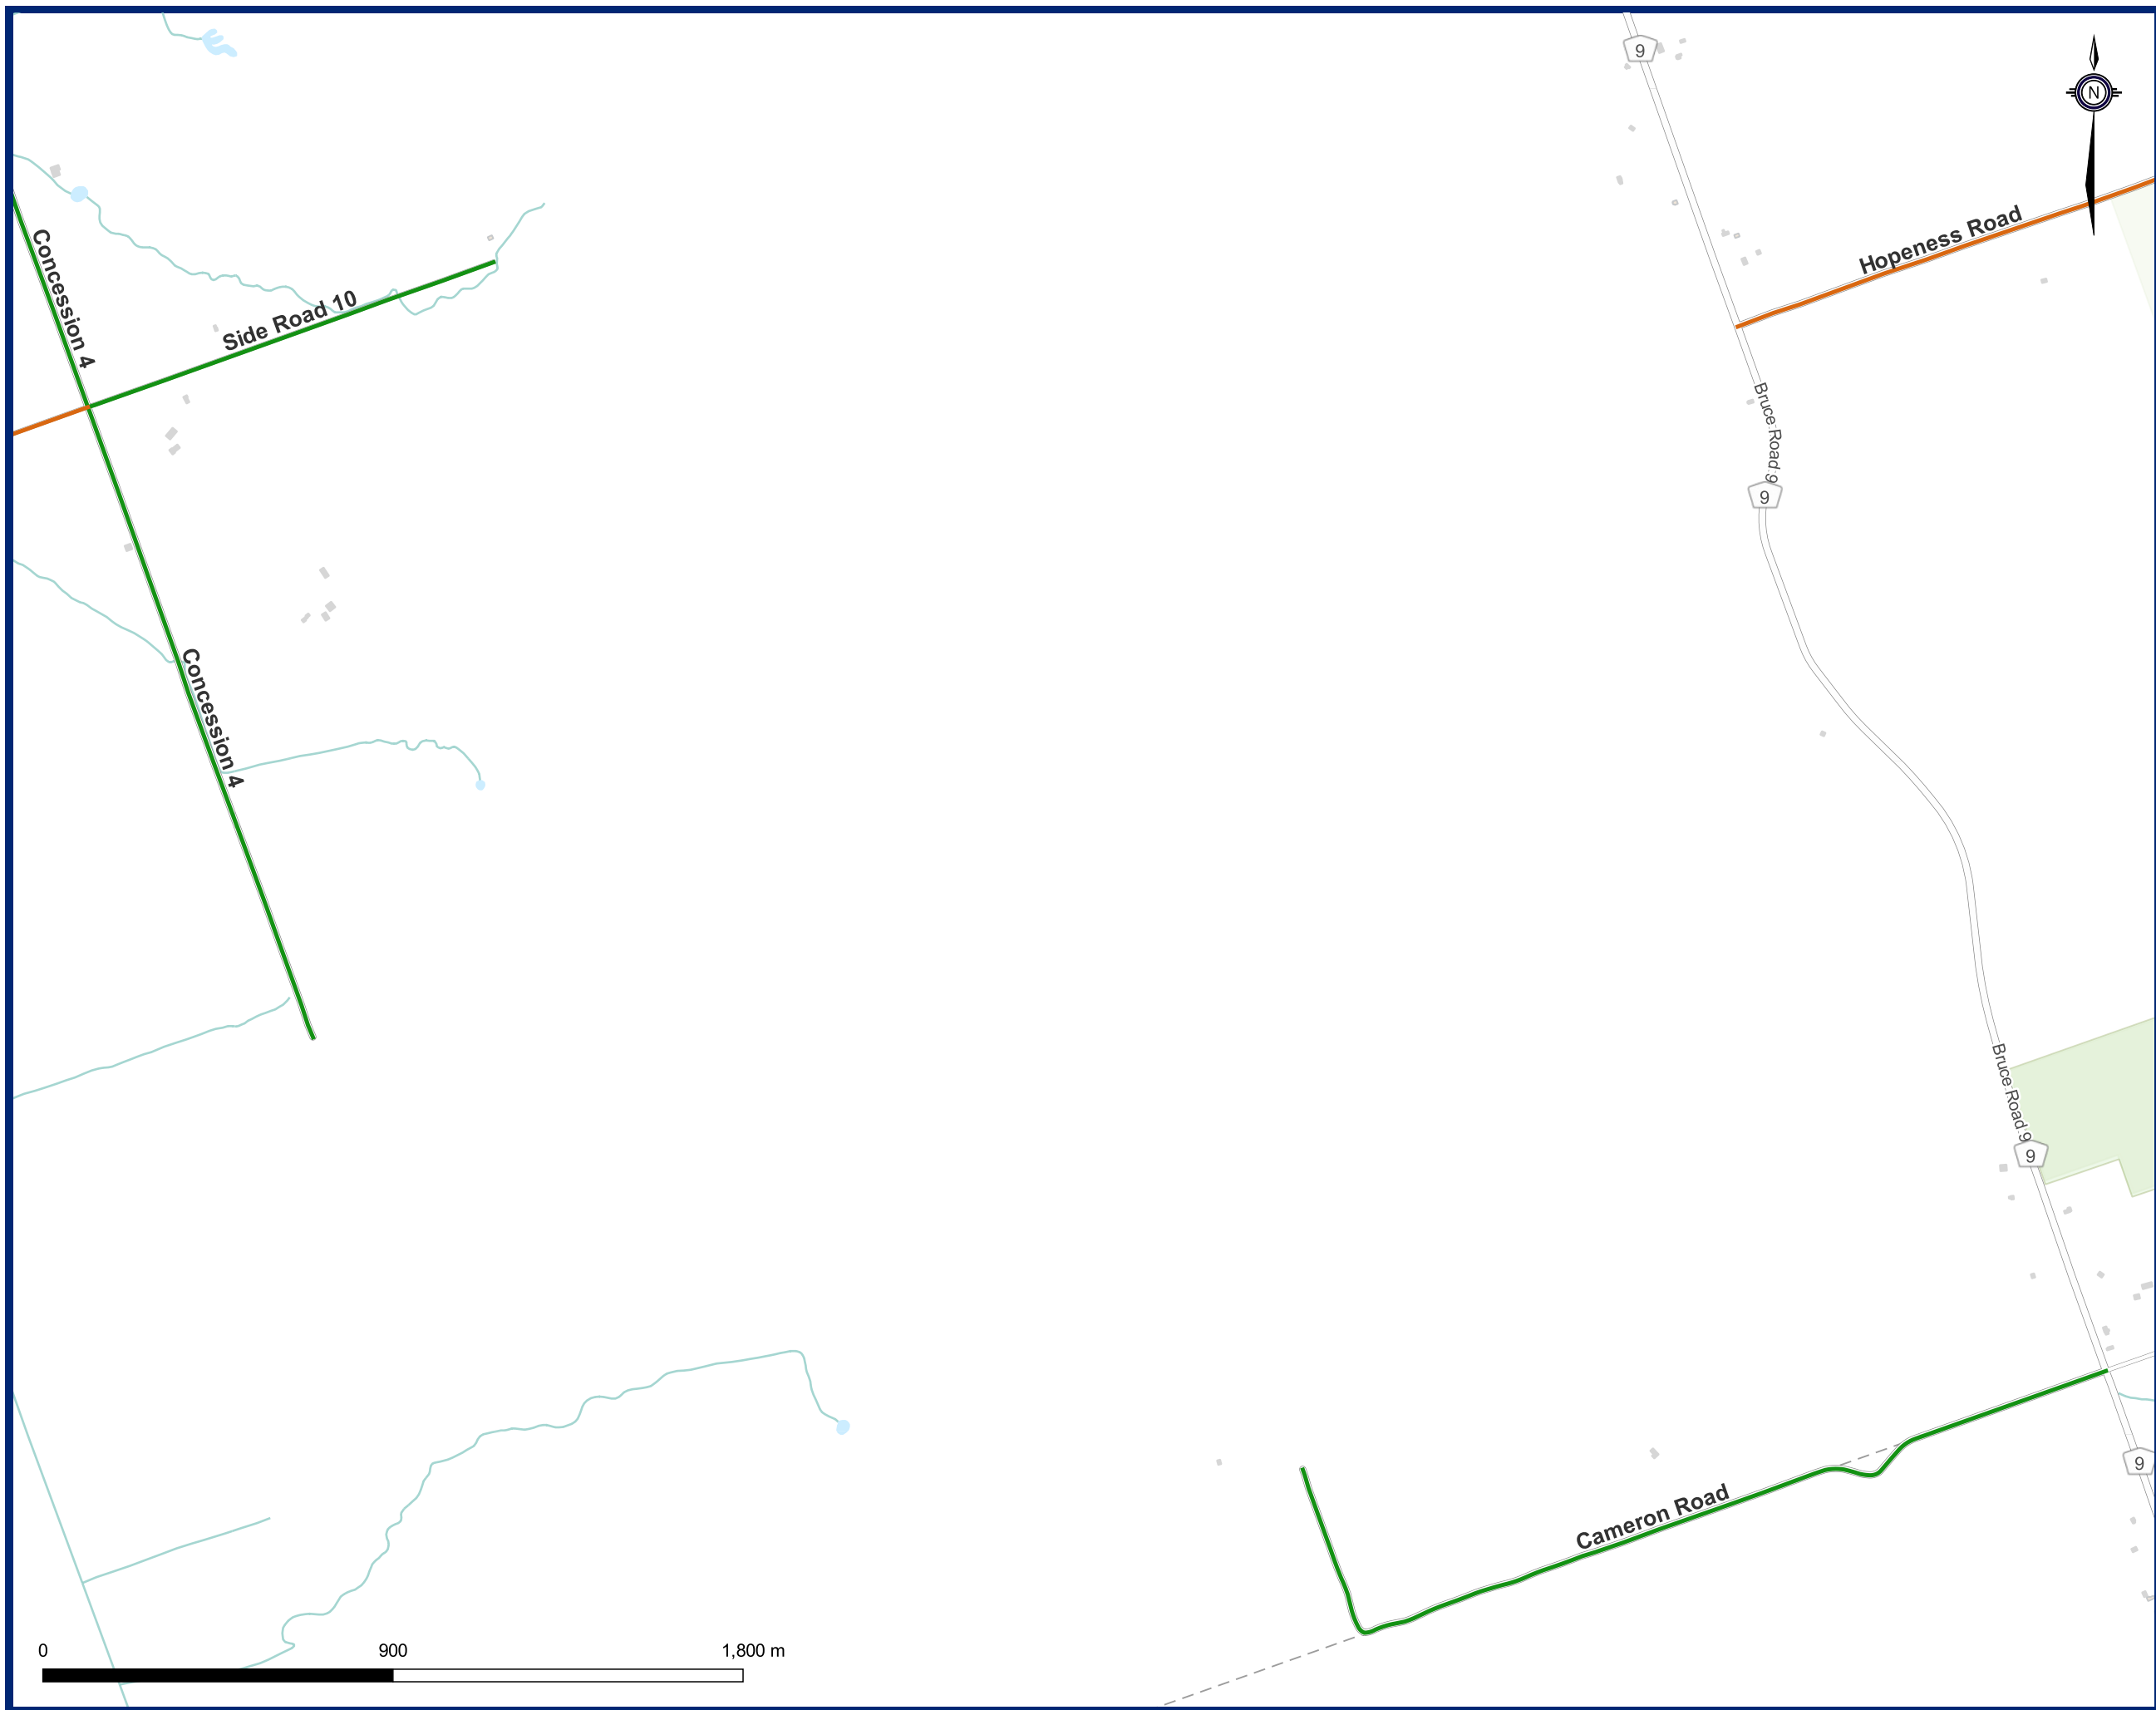 9
N
Hopeness Road
Concession 4
Side Road 10
Bruce Road 9
9
Concession 4
Bruce Road 9
9
9
Cameron Road
0 900 1,800 m